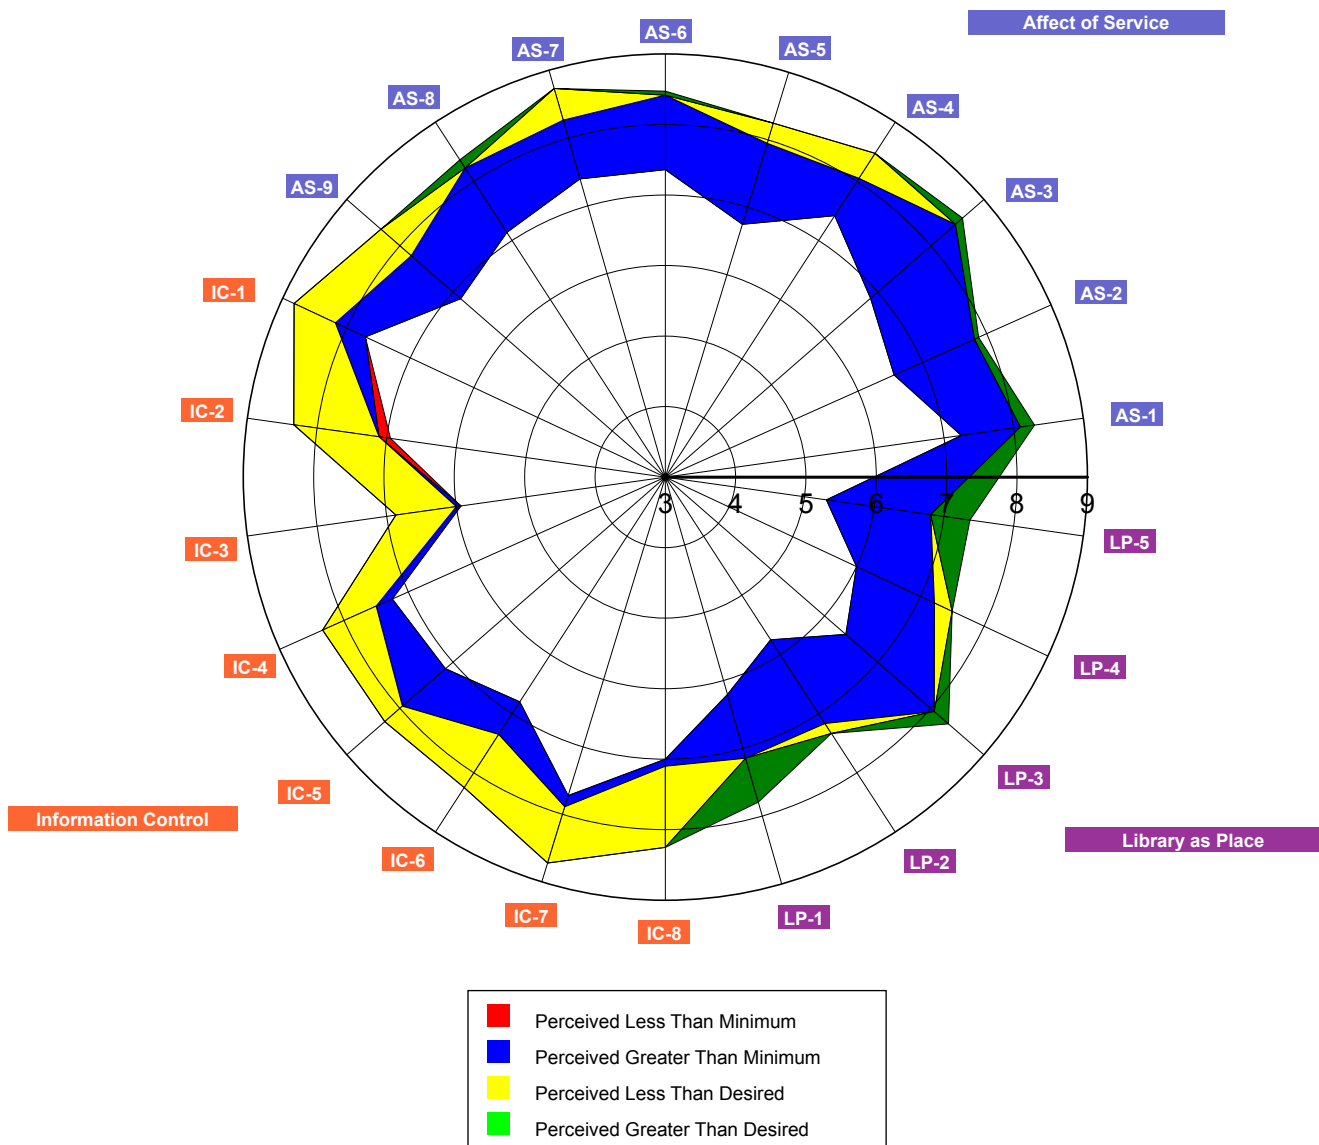 Affect of Service
AS-6
AS-7
AS-5
AS-8
AS-4
AS-9
AS-3
IC-1
AS-2
IC-2
AS-1
3 4 5 6 7 8 9
IC-3
LP-5
IC-4
LP-4
IC-5
LP-3
Information Control
Library as Place
IC-6
LP-2
IC-7
LP-1
IC-8
Perceived Less Than Minimum
Perceived Greater Than Minimum
Perceived Less Than Desired
Perceived Greater Than Desired